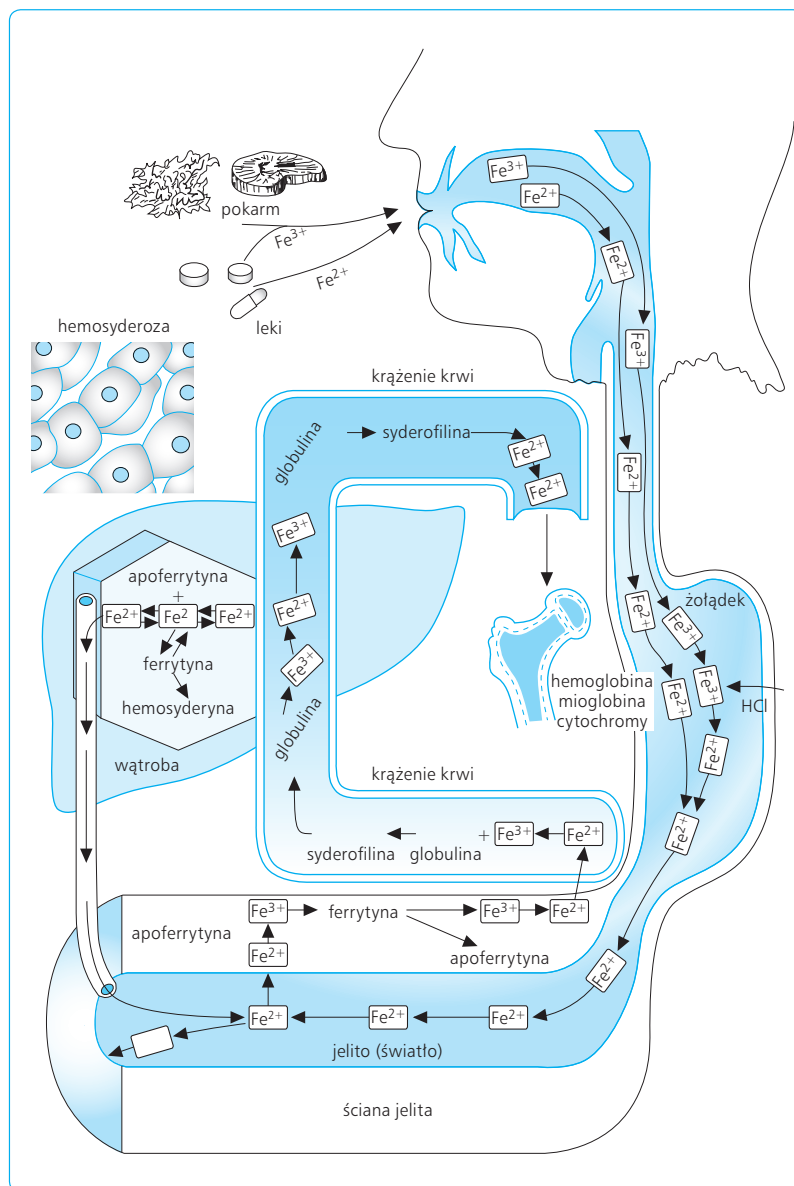 pokarm
Fe3+
Fe2+
leki
hemosyderoza
Fe3+
Fe2+
Fe2+
Fe3+
krążenie krwi
globulina
syderofilina
Fe2+
Fe2+
Fe2+
Fe3+
Fe2+
Fe3+
globulina
apoferrytyna
+
Fe2+
Fe2
Fe2+
ferrytyna
hemosyderyna
wątroba
hemoglobina
mioglobina
cytochromy
żołądek
Fe2+
Fe3+
Fe2+
Fe3+
HCl
Fe2+
Fe2+
krążenie krwi
syderofilina
globulina
+
Fe3+
Fe2+
apoferrytyna
Fe3+
ferrytyna
Fe3+
Fe2+
Fe2+
apoferrytyna
Fe2+
Fe2+
Fe2+
Fe2+
jelito (światło)
ściana jelita